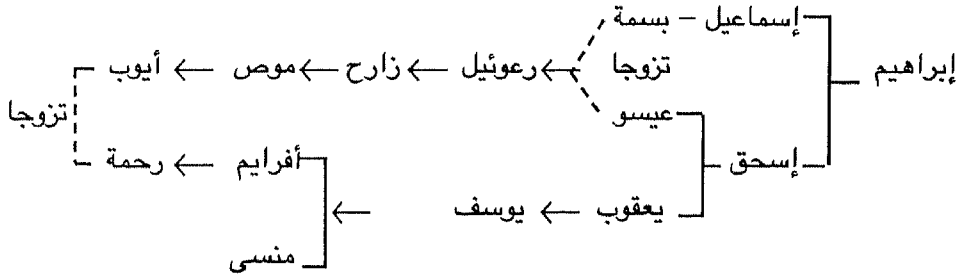 إسماعيل – بسمة
إبراهيم تزوجا رعوئيل زارح موص أيوب
عيسو تزوجا
إسحق أفرايم رحمة
يعقوب يوسف
منسى